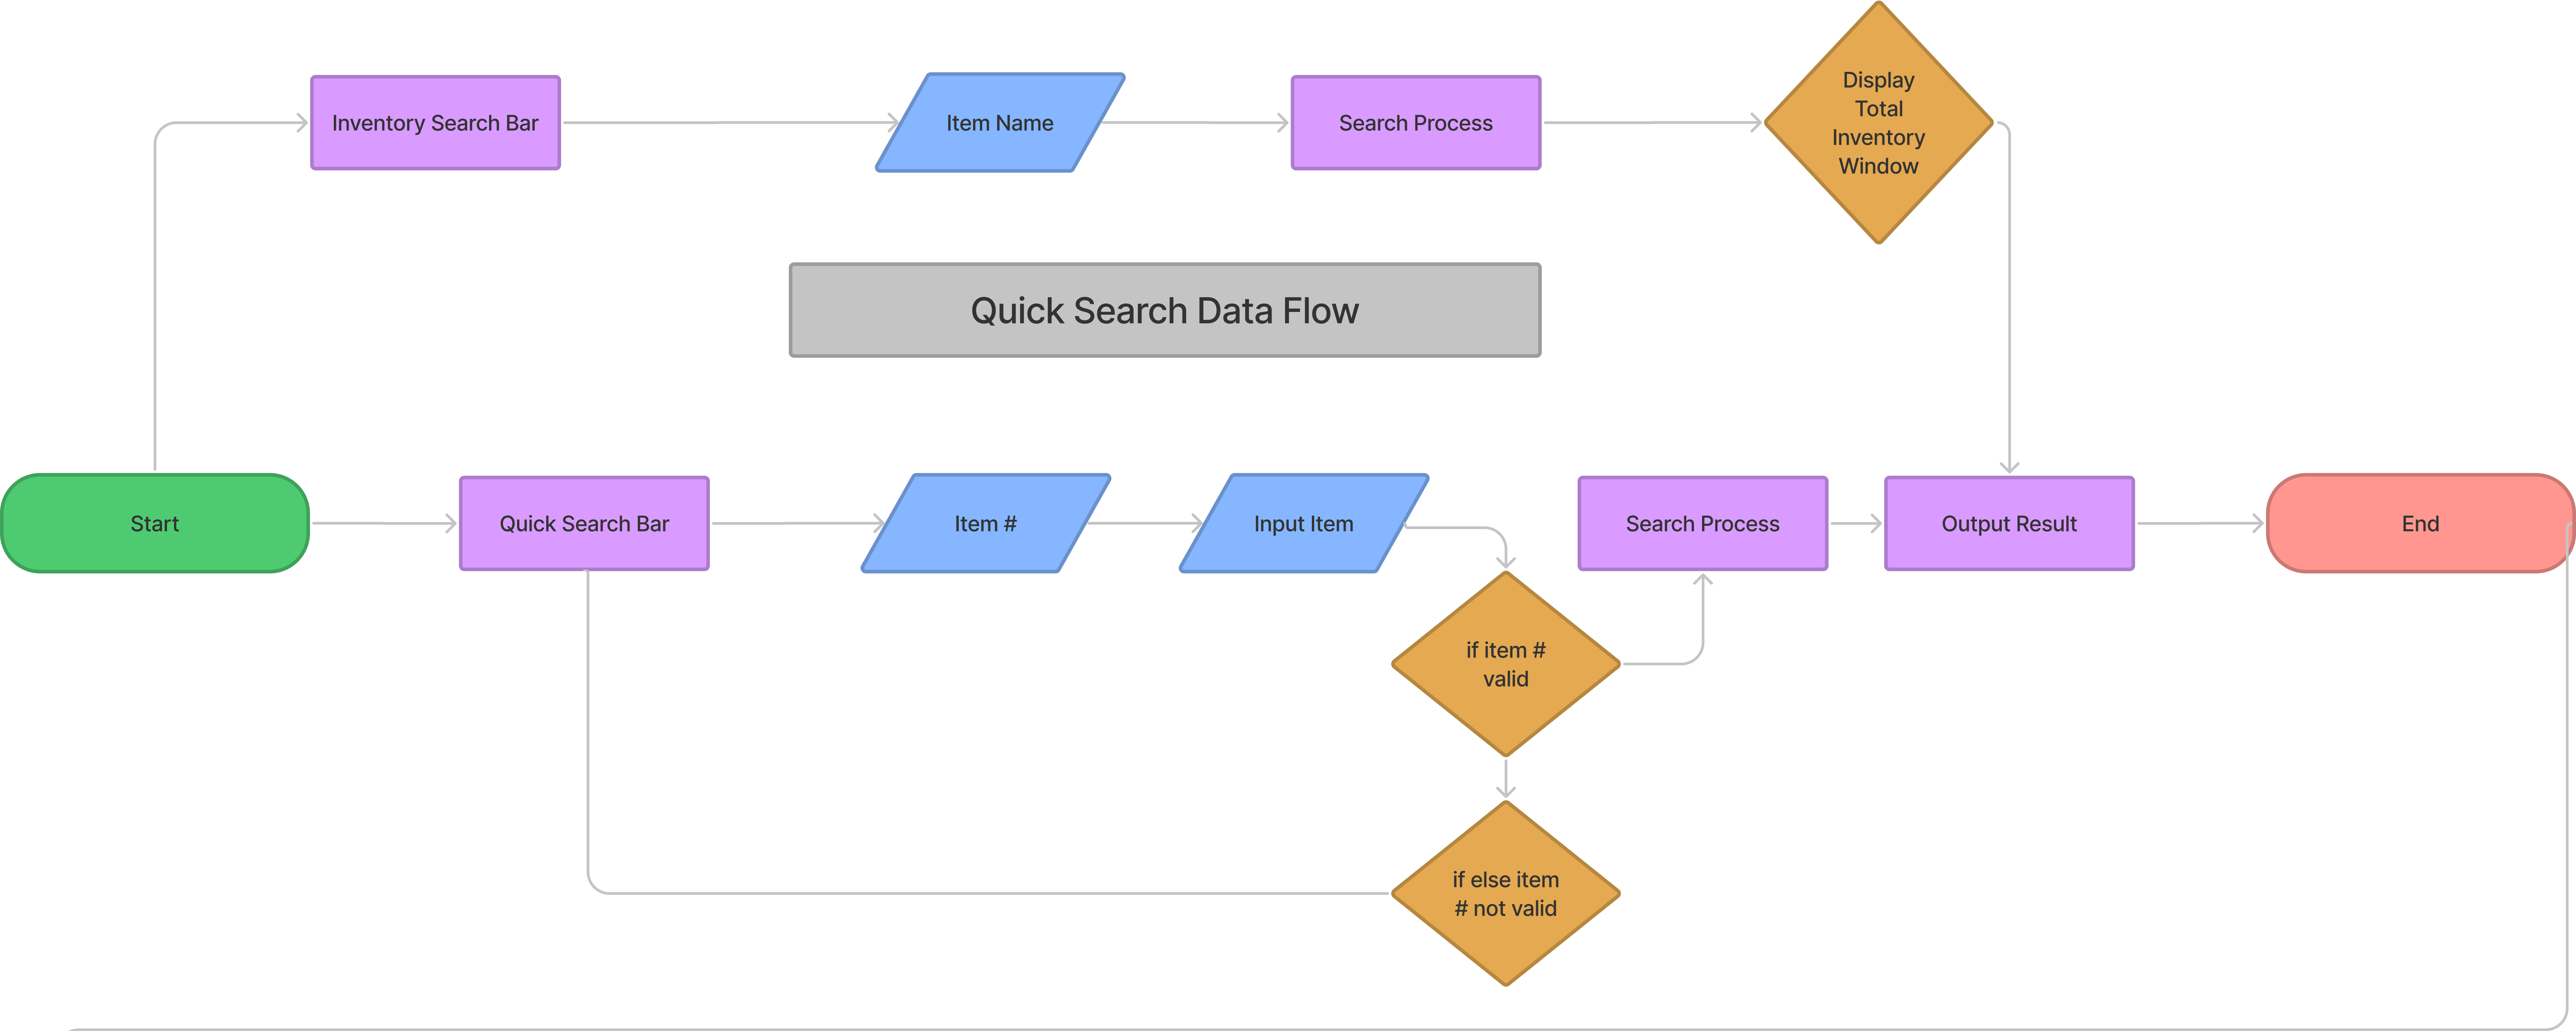 Inventory Search Bar
Item Name
Search Process
Display
Total
Inventory
Window
Quick Search Data Flow
Start
Quick Search Bar
Item #
Input Item
Search Process
Output Result
End
if item #
valid
if else item
# not valid